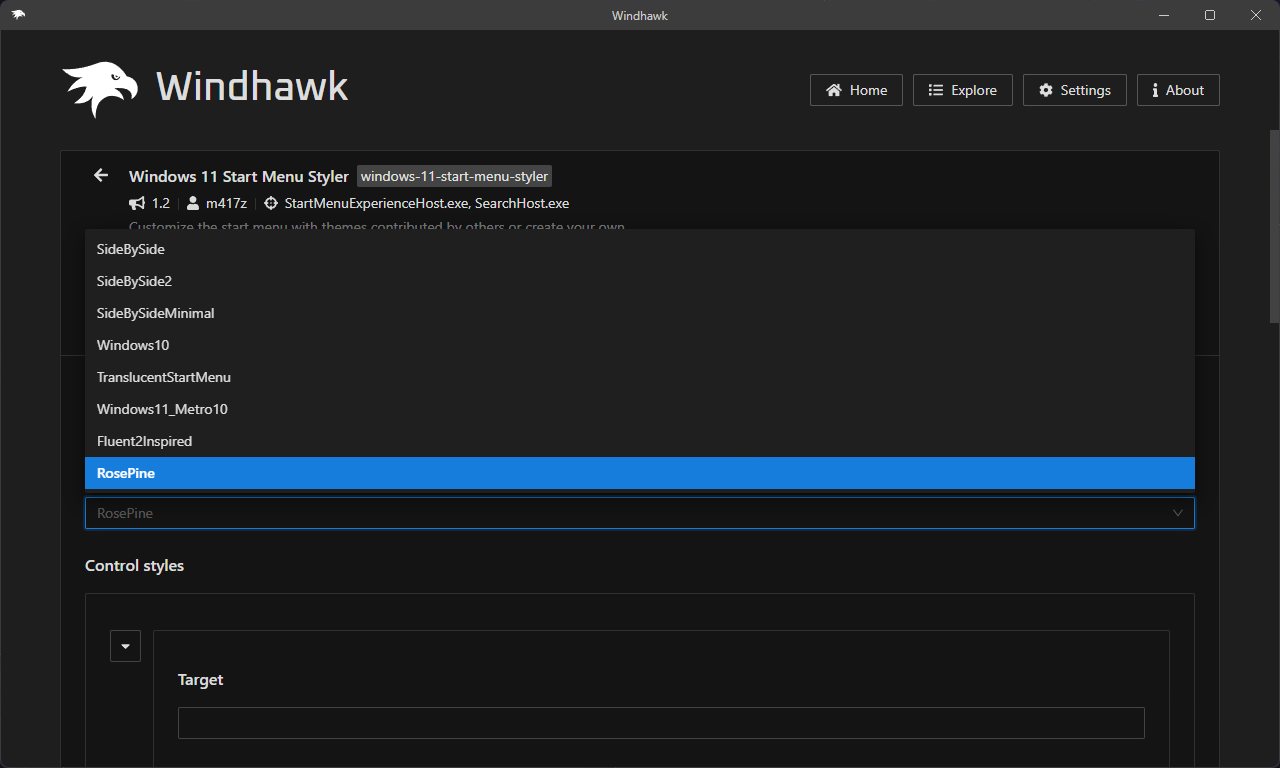 Windhawk
Windhawk
Home Explore Settings About
Windows 11 Start Menu Styler windows-11-start-menu-styler
1.2 m417z StartMenuExperienceHost.exe, SearchHost.exe
Customize the start menu with themes contributed by others or create your own
SideBySide
SideBySide2
SideBySideMinimal
Windows10
TranslucentStartMenu
Windows11_Metro10
Fluent2Inspired
RosePine
RosePine
Control styles
Target